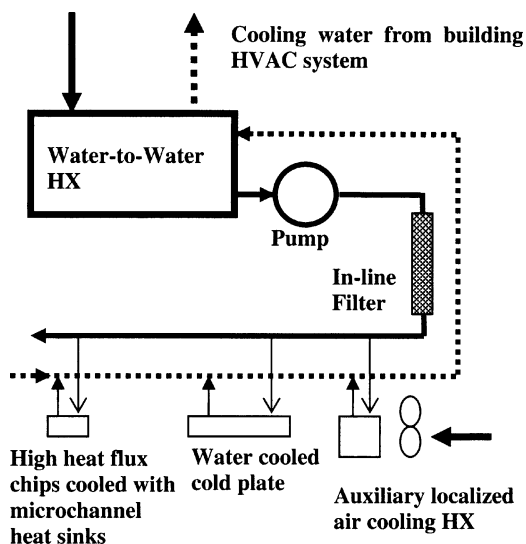 Cooling water from building
HVAC system
Water-to-Water
HX
Pump
In-line
Filter
High heat flux
chips cooled with
microchannel
heat sinks
Water cooled
cold plate
Auxiliary localized
air cooling HX